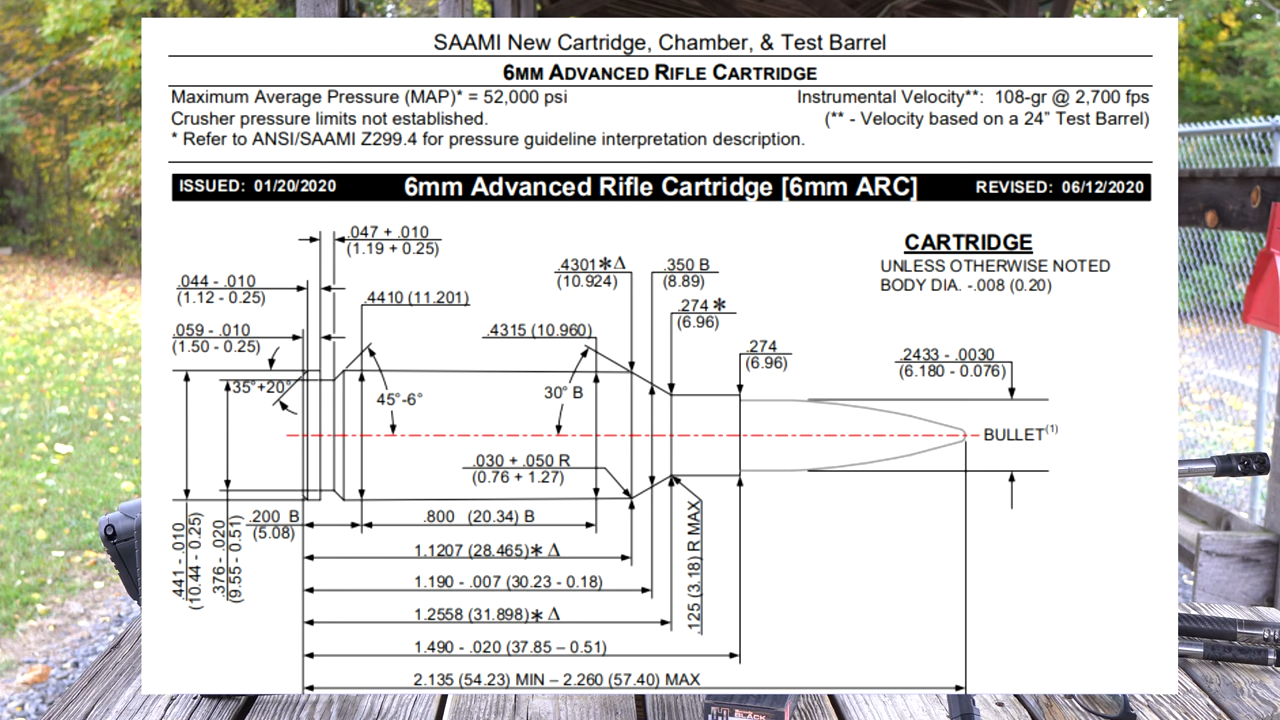 SAAMI New Cartridge, Chamber, & Test Barrel
6MM ADVANCED RIFLE CARTRIDGE
Maximum Average Pressure (MAP)* = 52,000 psi
Instrumental Velocity**: 108-gr @ 2,700 fps
Crusher pressure limits not established.
(** - Velocity based on a 24” Test Barrel)
* Refer to ANSI/SAAMI Z299.4 for pressure guideline interpretation description.
ISSUED: 01/20/2020
6mm Advanced Rifle Cartridge [6mm ARC]
REVISED: 06/12/2020
.047 + .010
(1.19 + 0.25)
CARTRIDGE
UNLESS OTHERWISE NOTED
BODY DIA. -.008 (0.20)
.044 - .010
(1.12 - 0.25)
.4410 (11.201)
.4301∗Δ
(10.924)
.350 B
(8.89)
.274 ∗
(6.96)
.059 - .010
(1.50 - 0.25)
.4315 (10.960)
.274
(6.96)
.2433 - .0030
(6.180 - 0.076)
35°+20°
45°-6°
30° B
BULLET(1)
.030 + .050 R
(0.76 + 1.27)
.441 - .010
(10.44 - 0.25)
.376 - .020
(9.55 - 0.51)
.200 B
(5.08)
.800 (20.34) B
1.1207 (28.465)∗ Δ
1.190 - .007 (30.23 - 0.18)
1.2558 (31.898)∗ Δ
.125 (3.18) R MAX
1.490 - .020 (37.85 – 0.51)
2.135 (54.23) MIN – 2.260 (57.40) MAX
BLACK